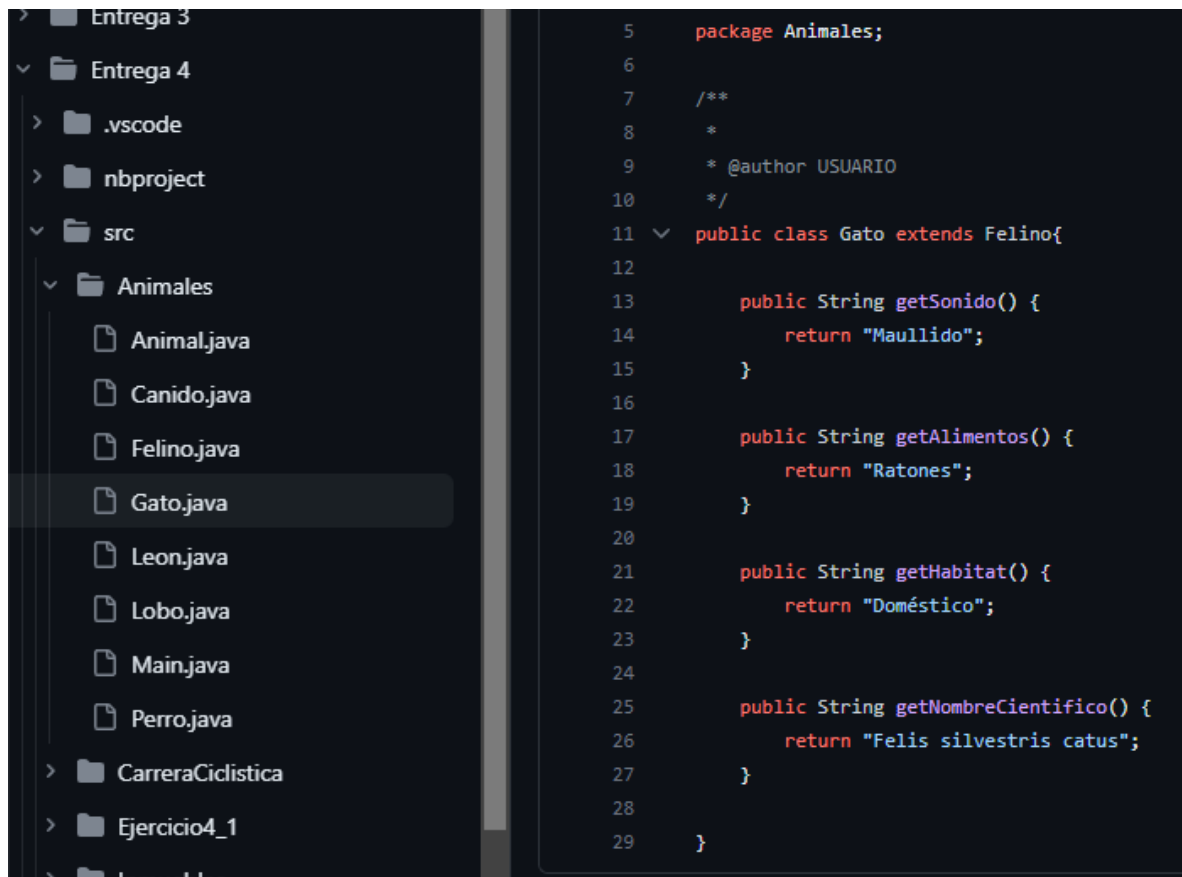 Entrega 3
Entrega 4
.vscode
nbproject
src
Animales
Animal.java
Canido.java
Felino.java
Gato.java
Leon.java
Lobo.java
Main.java
Perro.java
CarreraCiclistica
Ejercicio4_1
5 package Animales;
6
7 /**
8 *
9 * @author USUARIO
10 */
11 public class Gato extends Felino{
12
13 public String getSonido() {
14 return "Maullido";
15 }
16
17 public String getAlimentos() {
18 return "Ratones";
19 }
20
21 public String getHabitat() {
22 return "Doméstico";
23 }
24
25 public String getNombreCientifico() {
26 return "Felis silvestris catus";
27 }
28
29 }